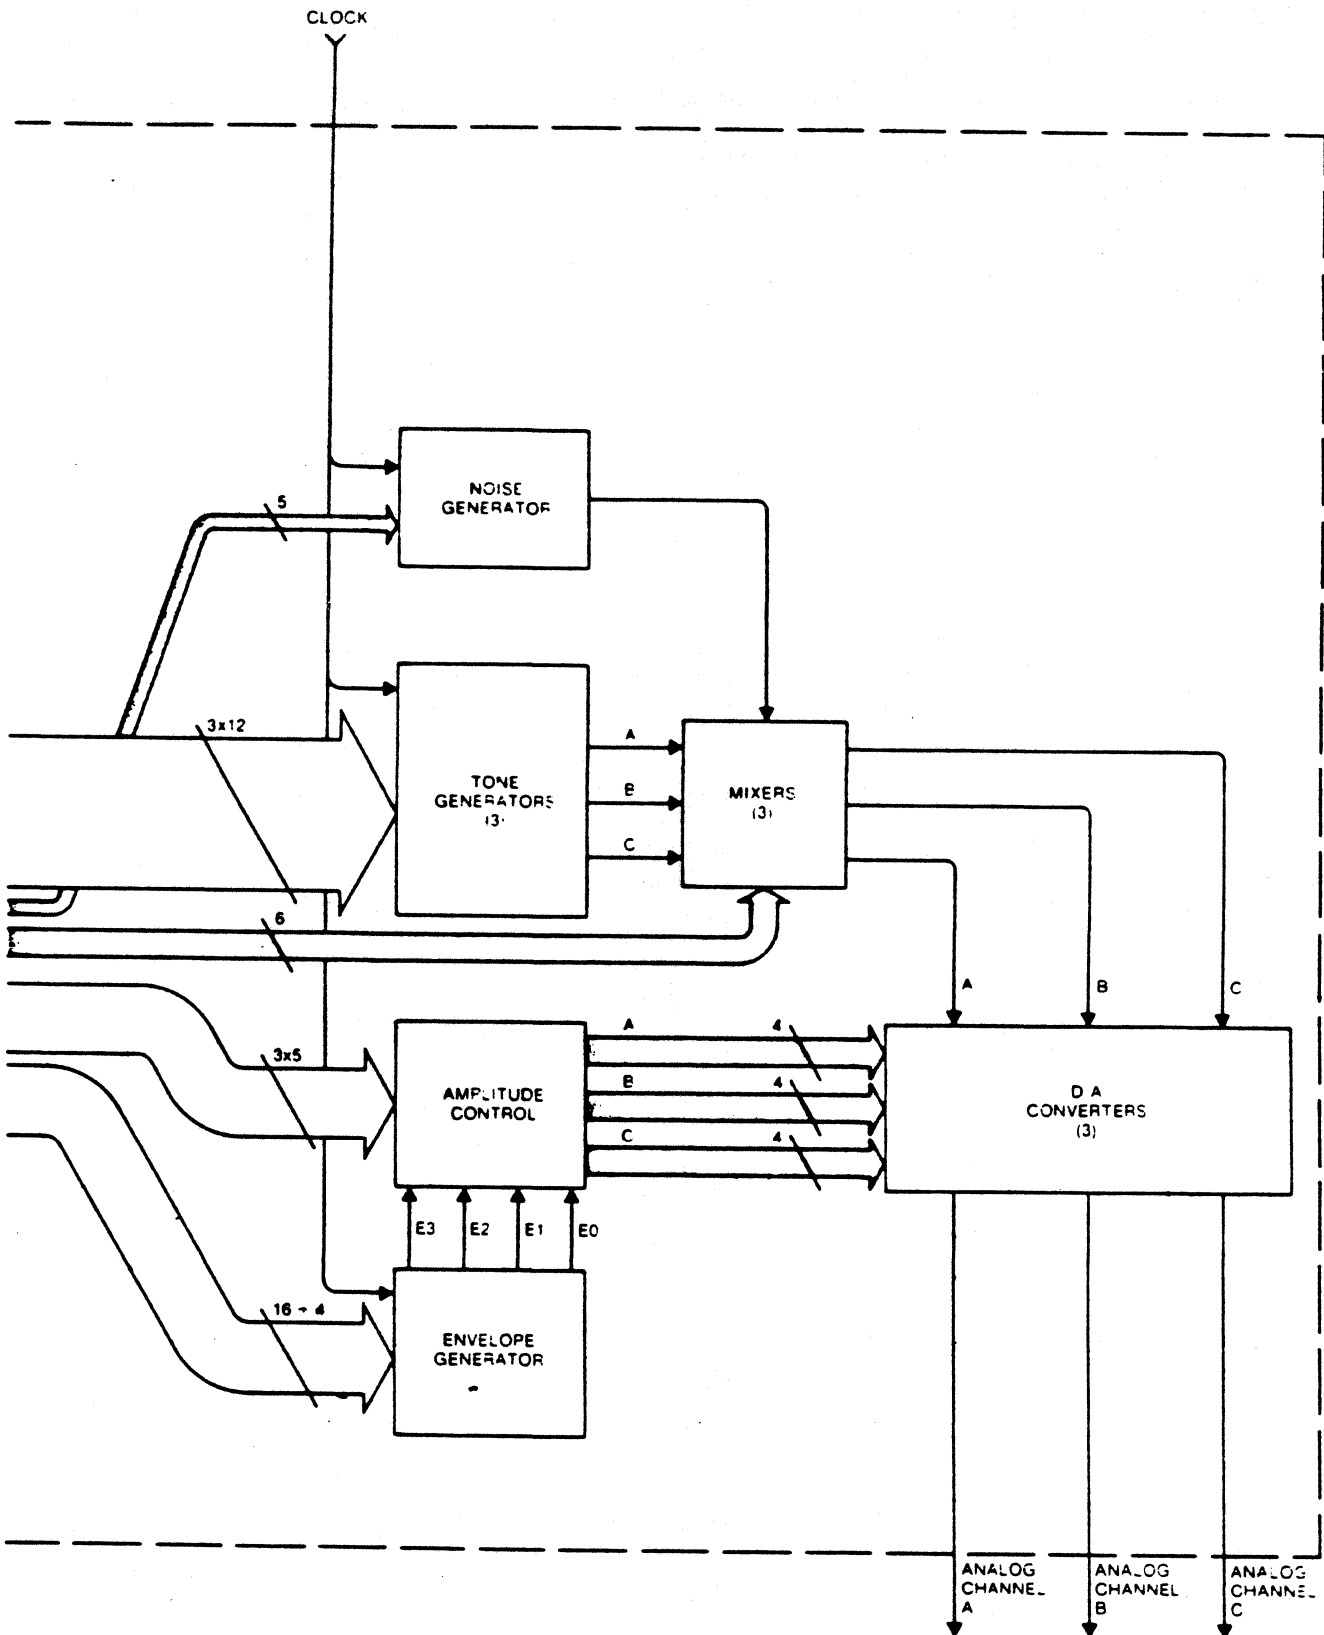 CLOCK
NOISE
GENERATOR
5
3x12
TONE
GENERATORS
(3)
A
B
C
MIXERS
(3)
6
A
B
C
3x5
AMPLITUDE
CONTROL
A
4
B
4
C
4
D A
CONVERTERS
(3)
E3
E2
E1
E0
16 + 4
ENVELOPE
GENERATOR
ANALOG
CHANNEL
A
ANALOG
CHANNEL
B
ANALOG
CHANNEL
C